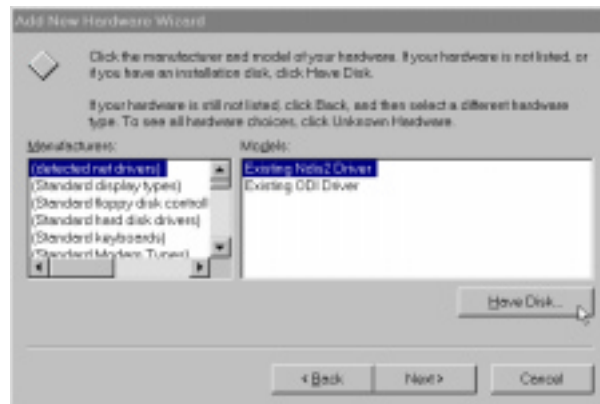 Add New Hardware Wizard
Click the manufacturer and model of your hardware. If your hardware is not listed, or
if you have an installation disk, click Have Disk.
If your hardware is still not listed, click Back, and then select a different hardware
type. To see all hardware choices, click Unknown Hardware.
Manufacturers:
(detected net drivers)
(Standard display types)
(Standard floppy disk controll
(Standard hard disk drivers)
(Standard keyboards)
(Standard Modem Types)
Models:
Existing Ndis2 Driver
Existing ODI Driver
Have Disk...
< Back
Next >
Cancel